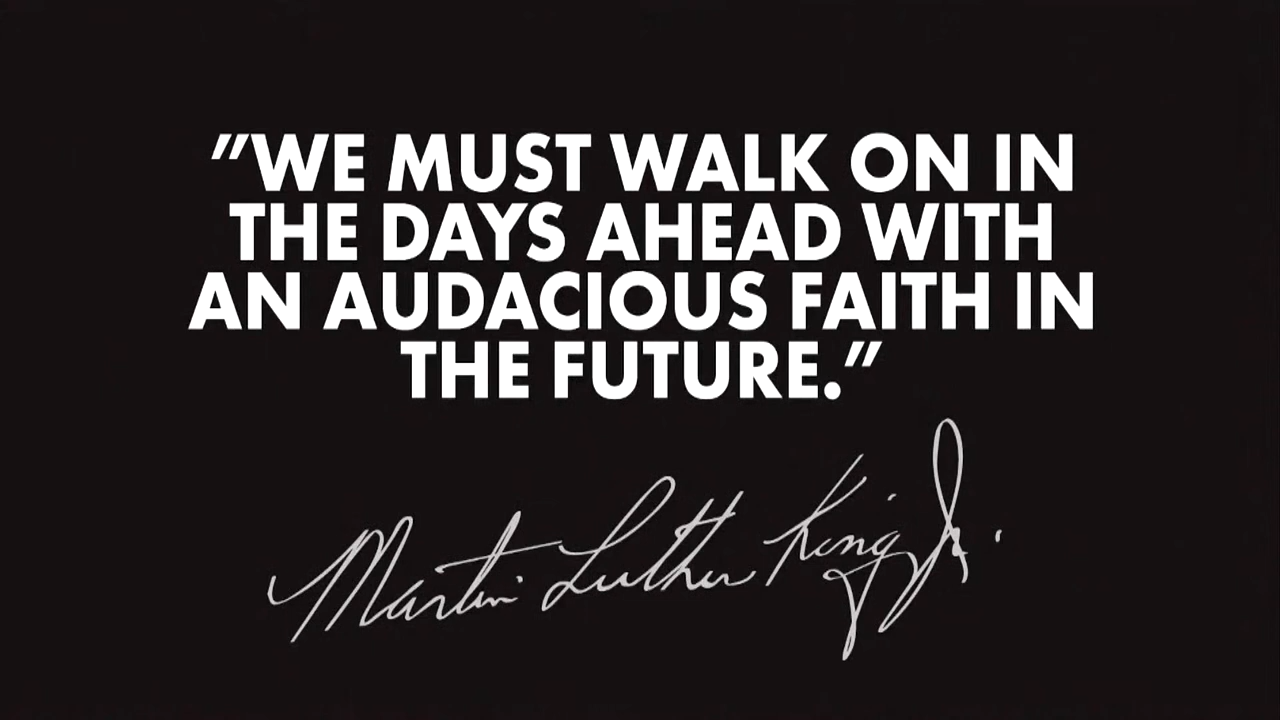 "WE MUST WALK ON IN
THE DAYS AHEAD WITH
AN AUDACIOUS FAITH IN
THE FUTURE."
Martin Luther King Jr.